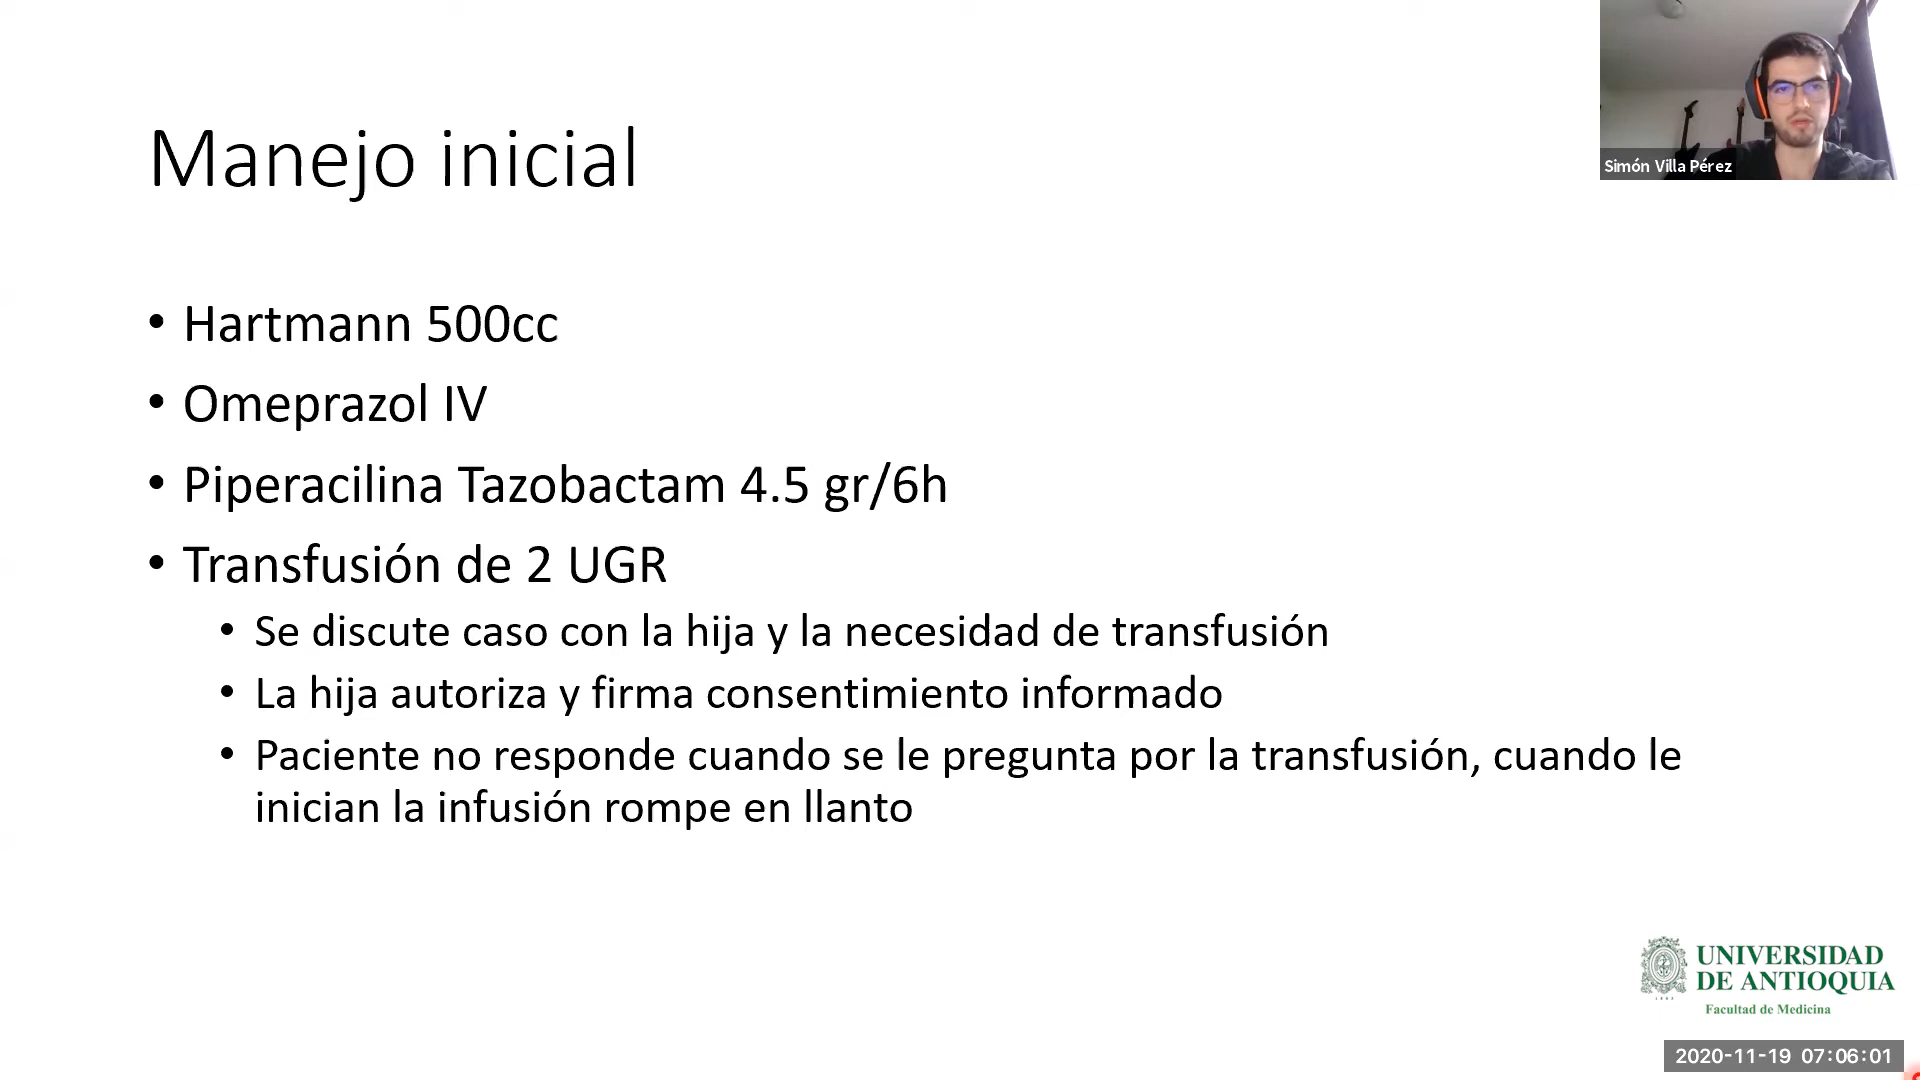 Simón Villa Pérez
Manejo inicial
• Hartmann 500cc
• Omeprazol IV
• Piperacilina Tazobactam 4.5 gr/6h
• Transfusión de 2 UGR
• Se discute caso con la hija y la necesidad de transfusión
• La hija autoriza y firma consentimiento informado
• Paciente no responde cuando se le pregunta por la transfusión, cuando le
inician la infusión rompe en llanto
UNIVERSIDAD
DE ANTIOQUIA
Facultad de Medicina
2020-11-19 07:06:01